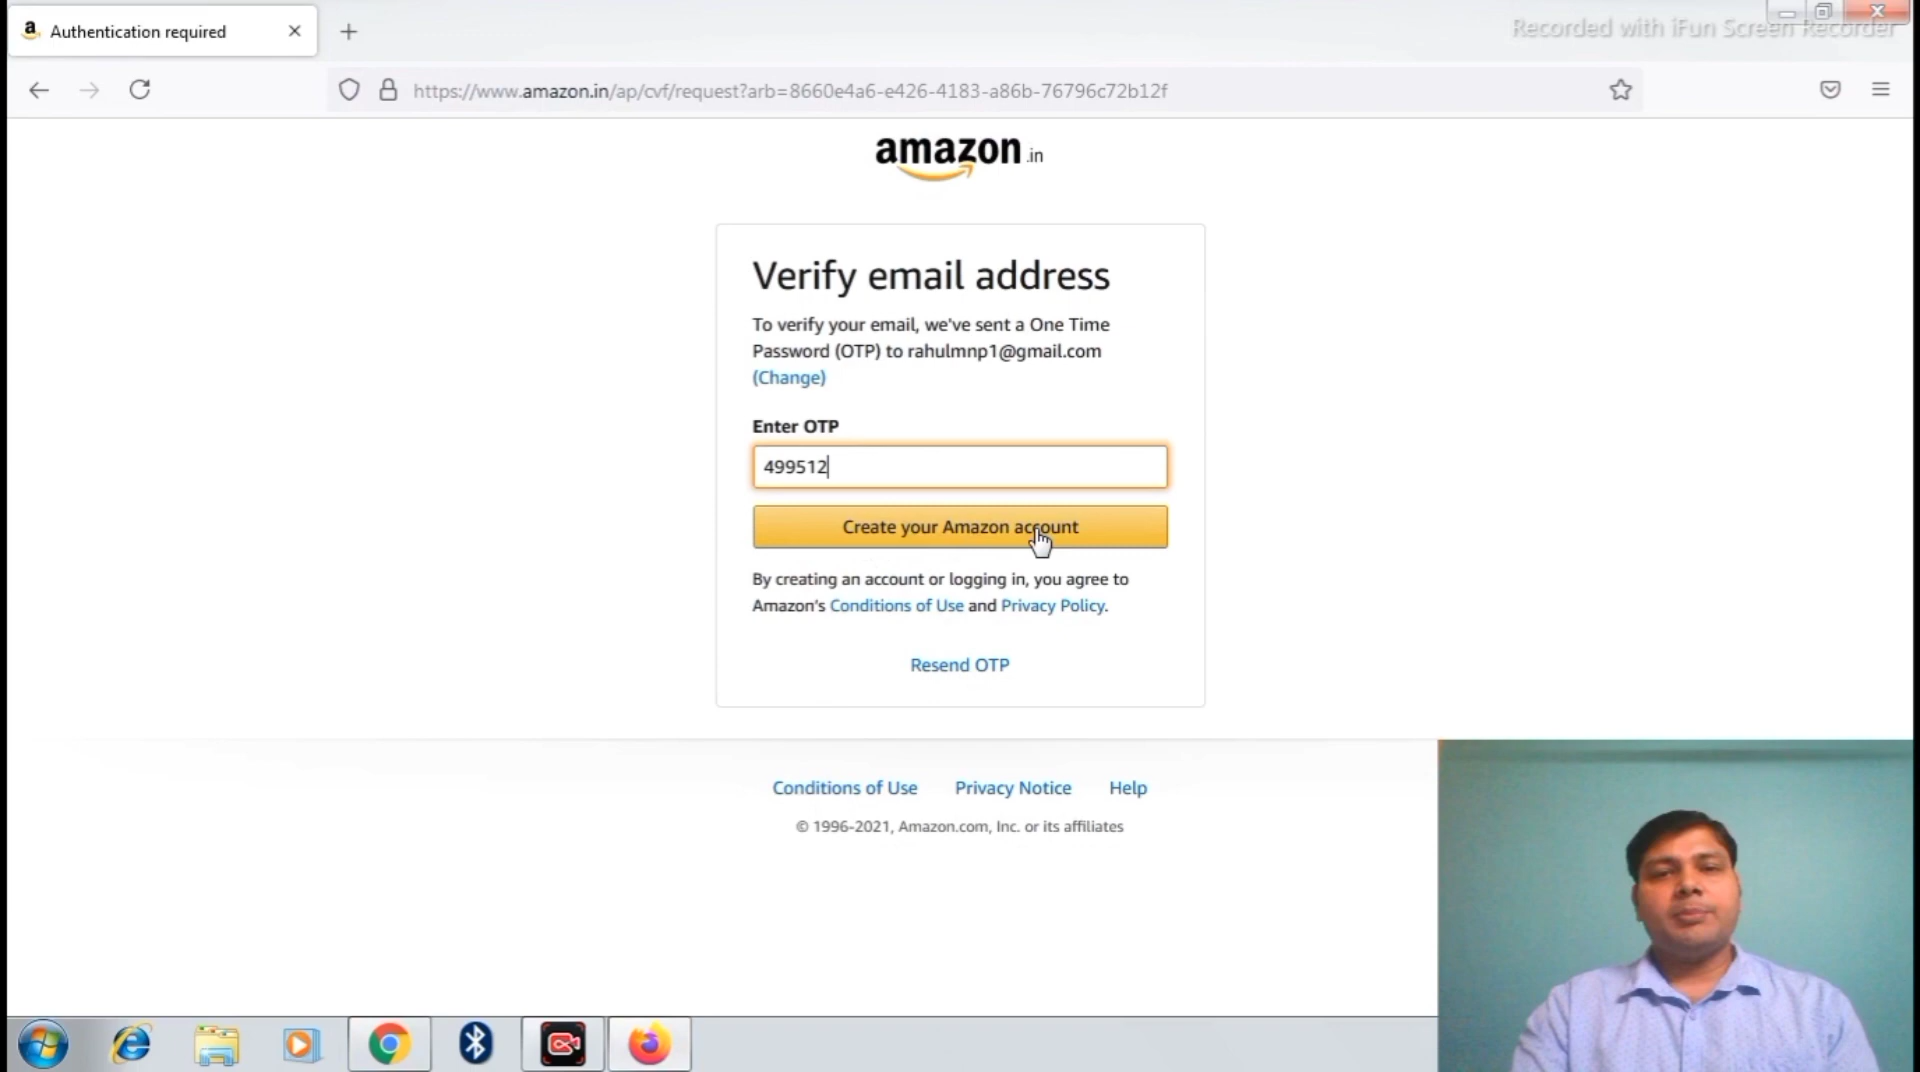 Authentication required
Recorded with iFun Screen Recorder
https://www.amazon.in/ap/cvf/request?arb=8660e4a6-e426-4183-a86b-76796c72b12f
amazon.in
Verify email address
To verify your email, we've sent a One Time
Password (OTP) to rahulmnp1@gmail.com
(Change)
Enter OTP
499512
Create your Amazon account
By creating an account or logging in, you agree to
Amazon's Conditions of Use and Privacy Policy.
Resend OTP
Conditions of Use Privacy Notice Help
© 1996-2021, Amazon.com, Inc. or its affiliates